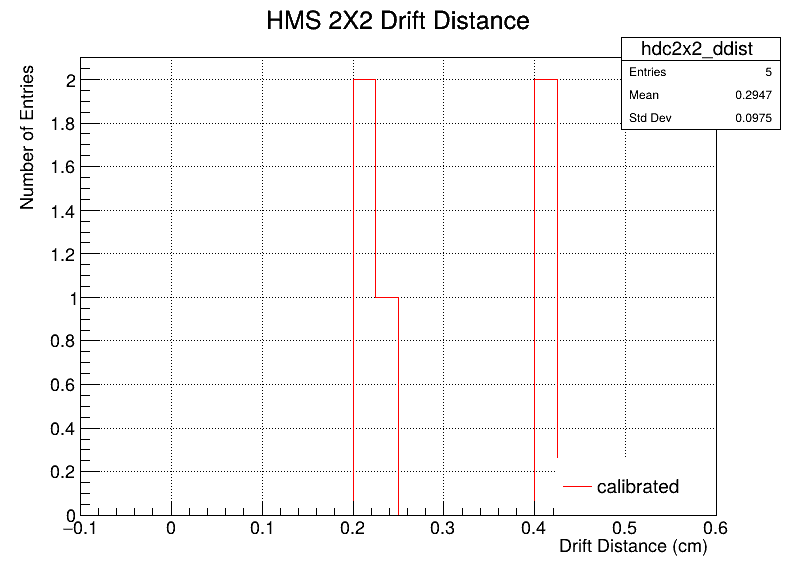 HMS 2X2 Drift Distance
hdc2x2_ddist
Entries 5
Mean 0.2947
Std Dev 0.0975
Number of Entries
2
1.8
1.6
1.4
1.2
1
0.8
0.6
0.4
0.2
0
calibrated
−0.1 0 0.1 0.2 0.3 0.4 0.5 0.6
Drift Distance (cm)